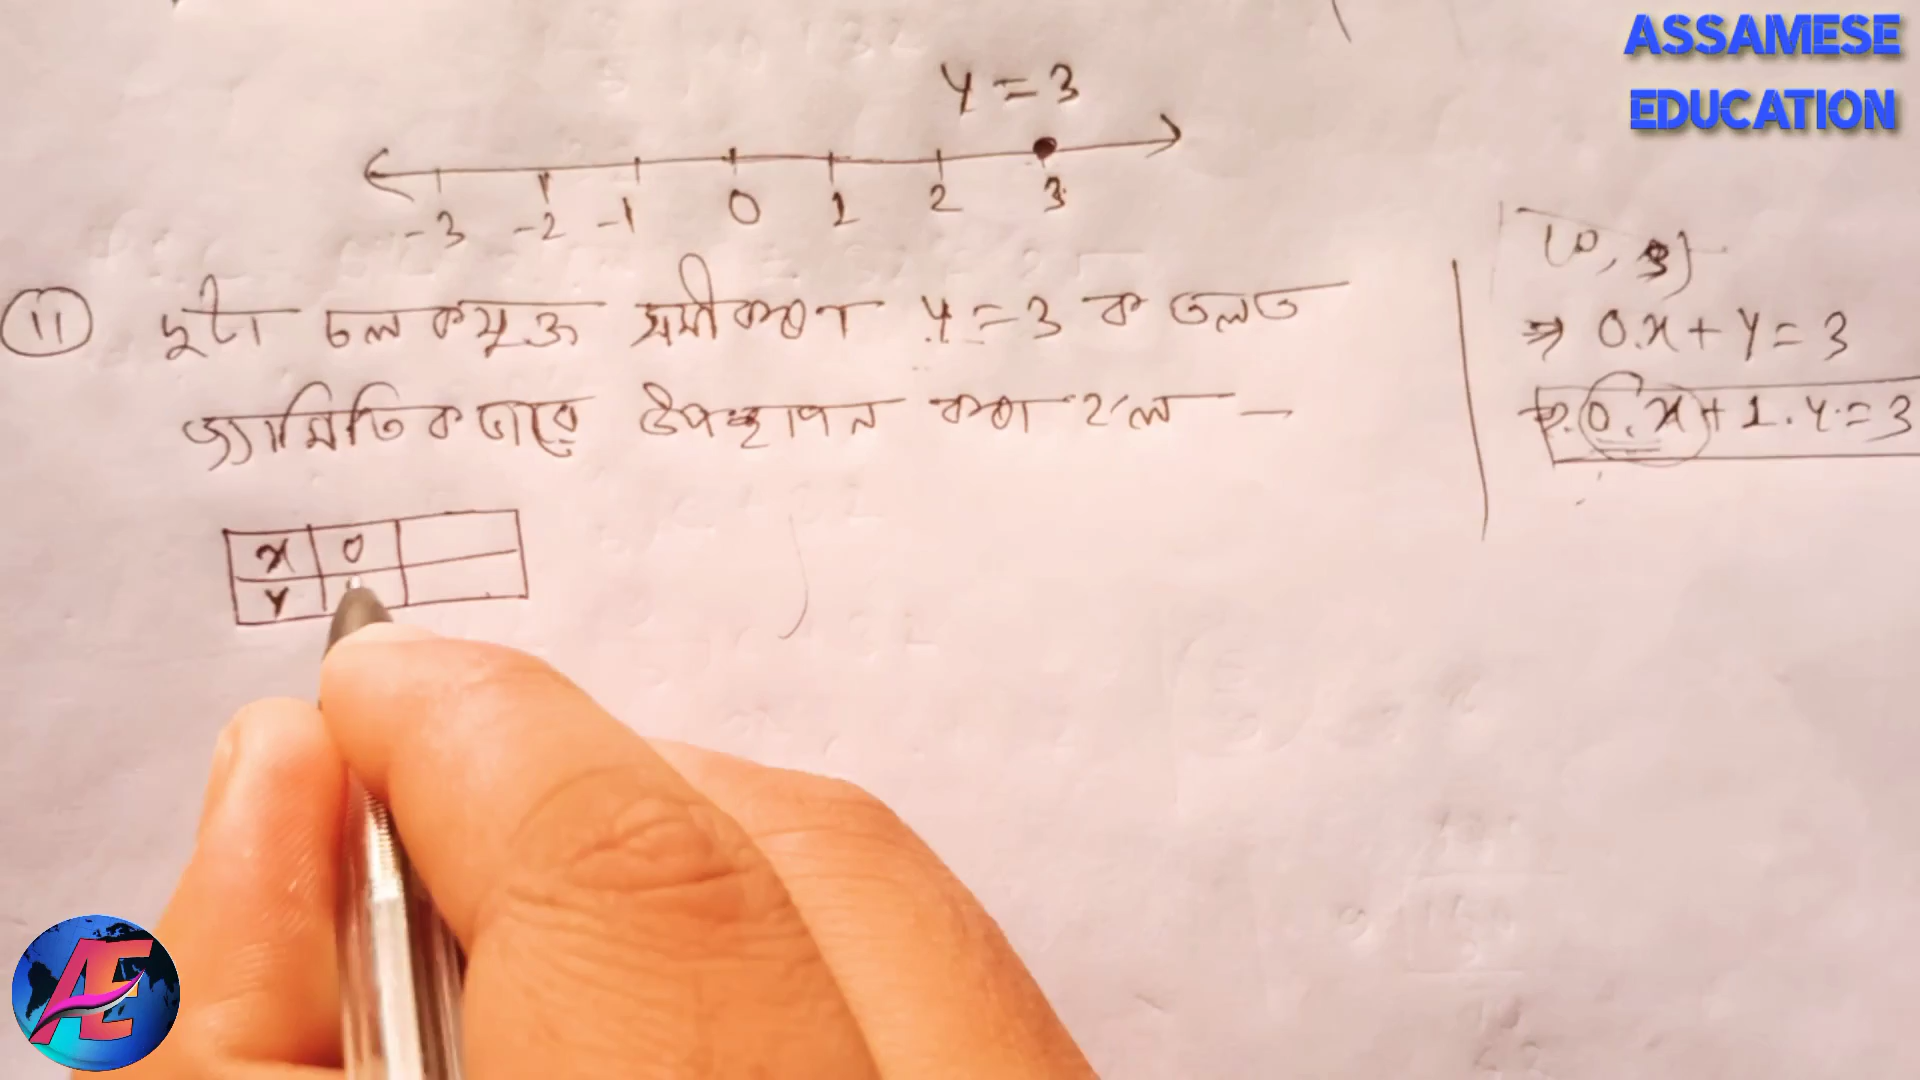 ASSAMESE
EDUCATION
y = 3
-3 -2 -1 0 1 2 3
(0, 3)
(ii) দুটা চলকযুক্ত সমীকৰণ y = 3 ক তলত
জ্যামিতিকভাৱে উপস্থাপন কৰা হ'ল —
⇒ 0.x + y = 3
0.x + 1.y = 3
x 0
y
Æ